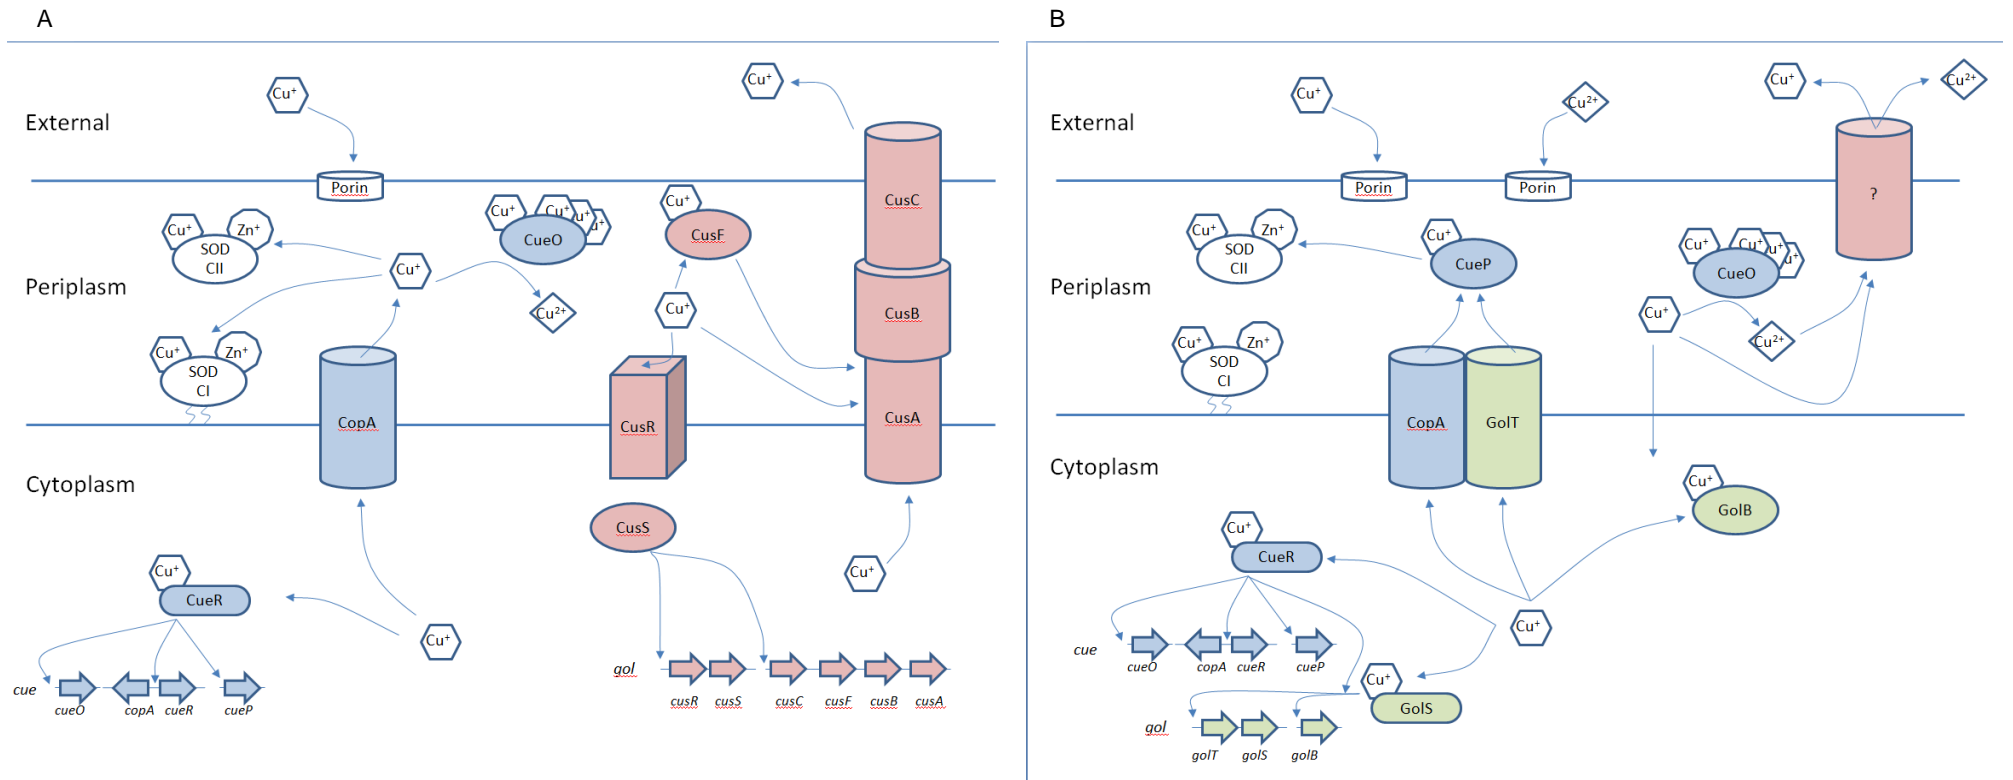 A
External
Periplasm
Cytoplasm
Cu⁺
Porin
Cu⁺
Cu⁺
Zn⁺
SOD
CII
Cu⁺
Cu⁺
Cu⁺
u⁺
u⁺
CueO
Cu²⁺
Cu⁺
Zn⁺
SOD
CI
CopA
Cu⁺
CusF
Cu⁺
CusR
CusS
CusC
CusB
CusA
Cu⁺
Cu⁺
CueR
Cu⁺
cue
cueO
copA
cueR
cueP
gol
cusR
cusS
cusC
cusF
cusB
cusA
B
External
Periplasm
Cytoplasm
Cu⁺
Cu²⁺
Cu⁺
Cu²⁺
Porin
Porin
?
Cu⁺
Zn⁺
SOD
CII
Cu⁺
CueP
Cu⁺
Cu⁺
u⁺
u⁺
CueO
Cu⁺
Cu²⁺
Cu⁺
Zn⁺
SOD
CI
CopA
GolT
Cu⁺
GolB
Cu⁺
CueR
Cu⁺
cue
cueO
copA
cueR
cueP
Cu⁺
GolS
gol
golT
golS
golB